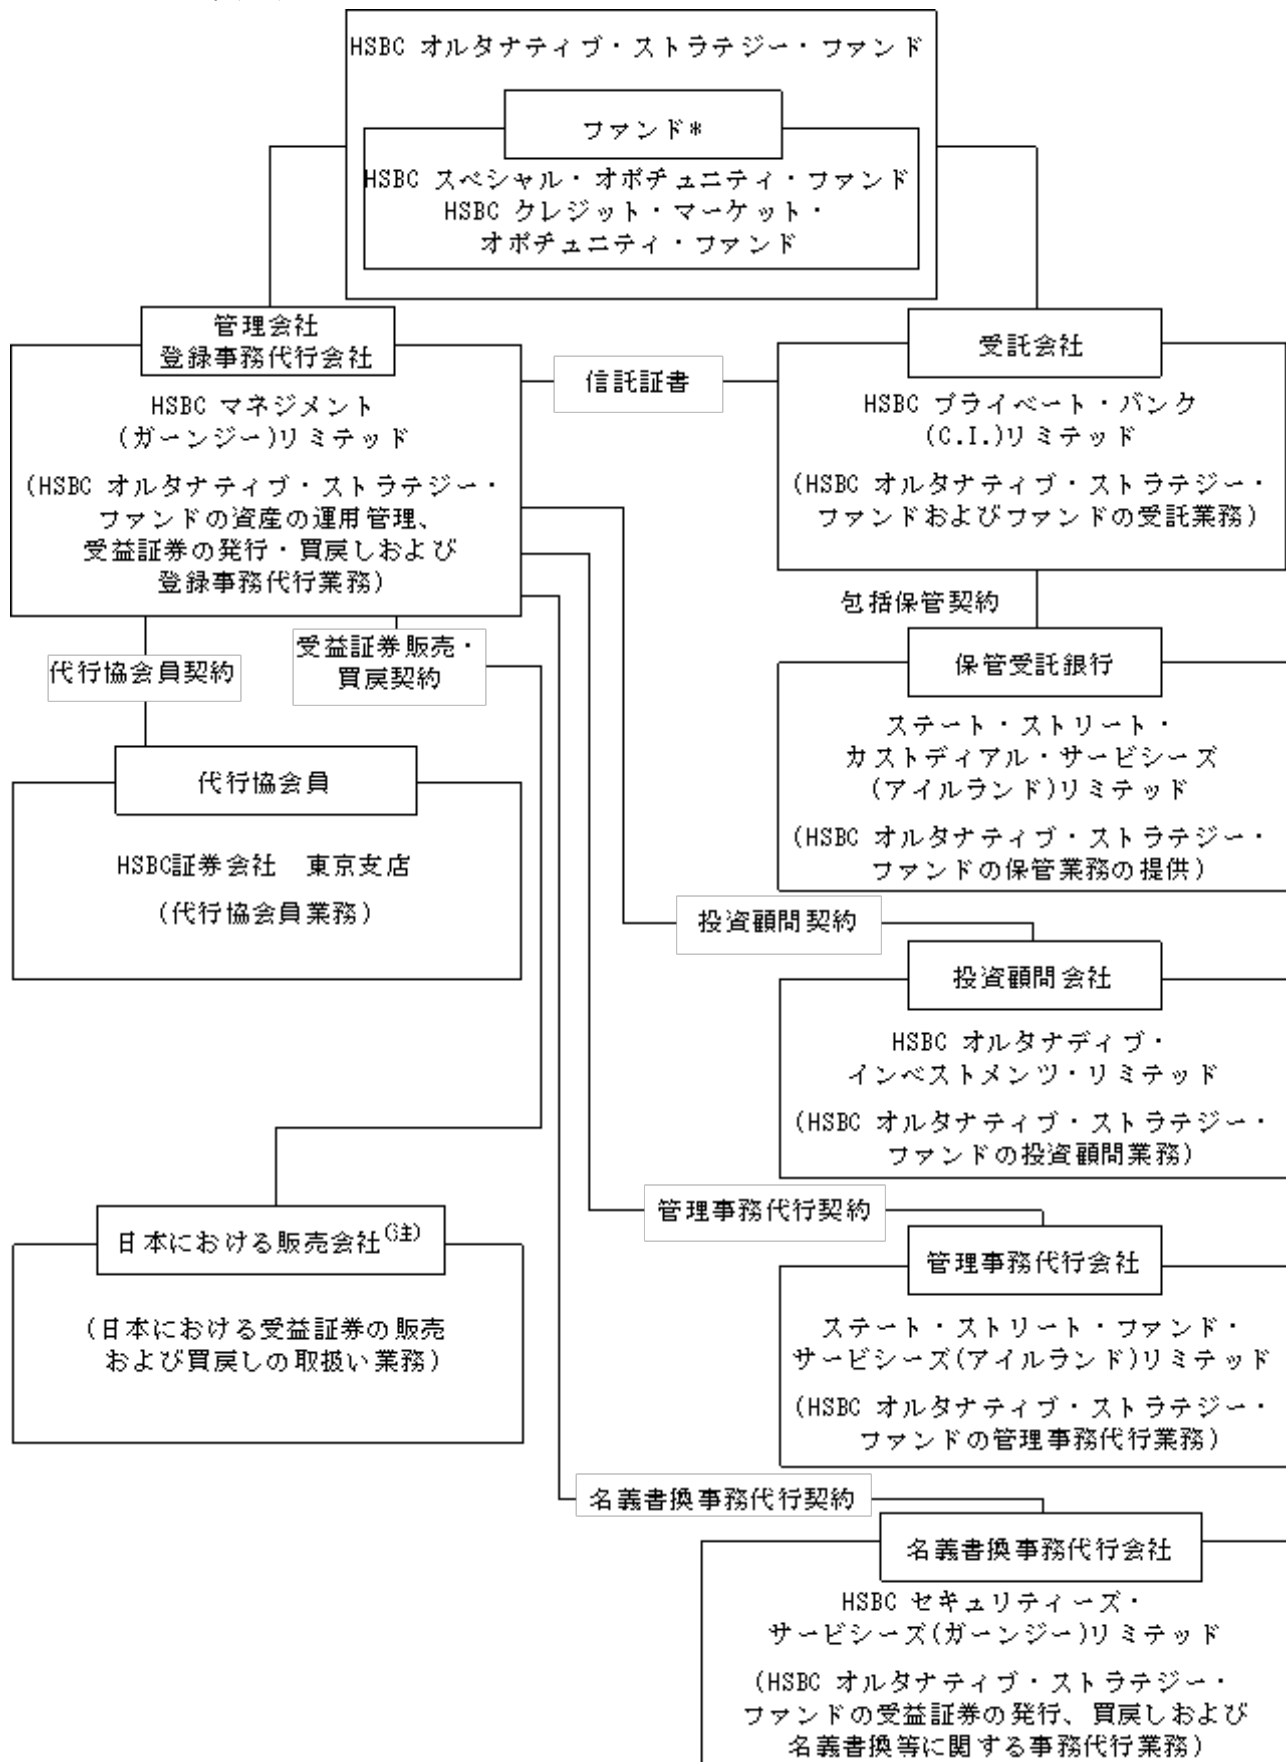 HSBC オルタナティブ・ストラテジー・ファンド
ファンド*
HSBC スペシャル・オポチュニティ・ファンド
HSBC クレジット・マーケット・
オポチュニティ・ファンド
管理会社
登録事務代行会社
HSBC マネジメント
(ガーンジー)リミテッド
(HSBC オルタナティブ・ストラテジー・
ファンドの資産の運用管理、
受益証券の発行・買戻しおよび
登録事務代行業務)
信託証書
受託会社
HSBC プライベート・バンク
(C.I.)リミテッド
(HSBC オルタナティブ・ストラテジー・
ファンドおよびファンドの受託業務)
包括保管契約
代行協会員契約
受益証券販売・
買戻契約
保管受託銀行
ステート・ストリート・
カストディアル・サービシーズ
(アイルランド)リミテッド
(HSBC オルタナティブ・ストラテジー・
ファンドの保管業務の提供)
代行協会員
HSBC証券会社　東京支店
(代行協会員業務)
投資顧問契約
投資顧問会社
HSBC オルタナディブ・
インベストメンツ・リミテッド
(HSBC オルタナティブ・ストラテジー・
ファンドの投資顧問業務)
管理事務代行契約
日本における販売会社(注)
(日本における受益証券の販売
および買戻しの取扱い業務)
管理事務代行会社
ステート・ストリート・ファンド・
サービシーズ(アイルランド)リミテッド
(HSBC オルタナティブ・ストラテジー・
ファンドの管理事務代行業務)
名義書換事務代行契約
名義書換事務代行会社
HSBC セキュリティーズ・
サービシーズ(ガーンジー)リミテッド
(HSBC オルタナティブ・ストラテジー・
ファンドの受益証券の発行、買戻しおよび
名義書換等に関する事務代行業務)